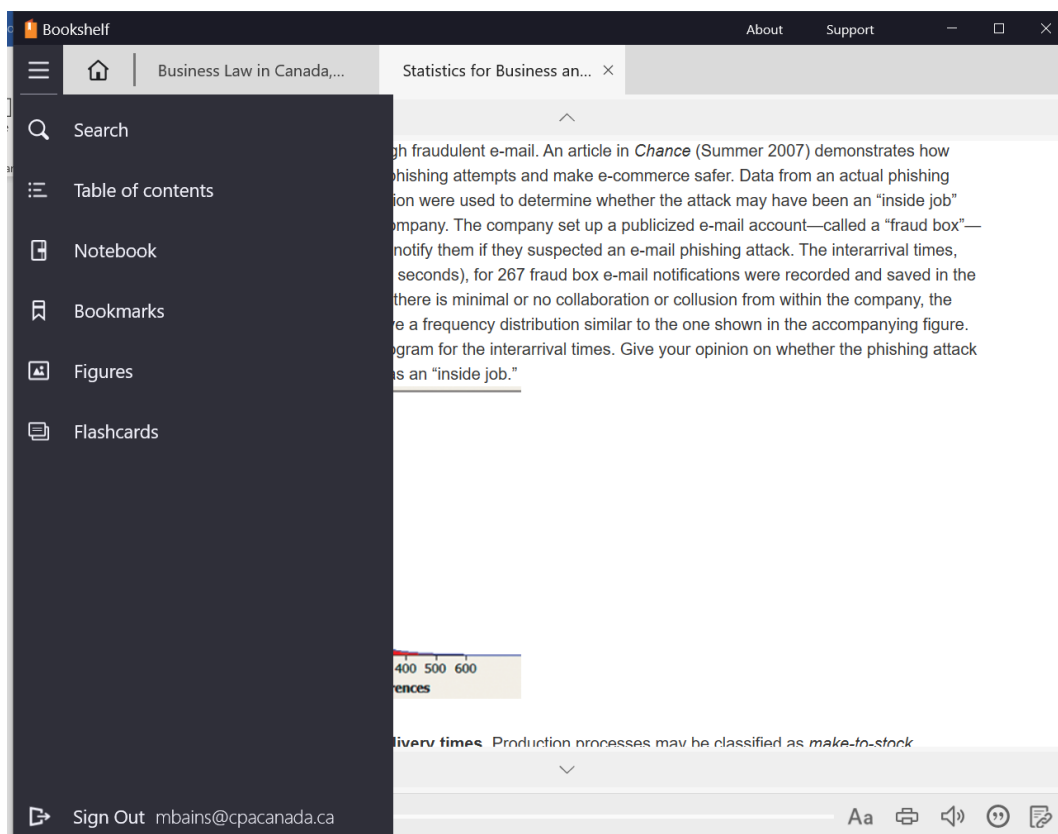 Bookshelf
About
Support
Business Law in Canada,...
Statistics for Business an...
Search
Table of contents
Notebook
Bookmarks
Figures
Flashcards
Sign Out mbains@cpacanada.ca
gh fraudulent e-mail. An article in Chance (Summer 2007) demonstrates how
phishing attempts and make e-commerce safer. Data from an actual phishing
ion were used to determine whether the attack may have been an “inside job”
ompany. The company set up a publicized e-mail account—called a “fraud box”—
notify them if they suspected an e-mail phishing attack. The interarrival times,
seconds), for 267 fraud box e-mail notifications were recorded and saved in the
there is minimal or no collaboration or collusion from within the company, the
ve a frequency distribution similar to the one shown in the accompanying figure.
ogram for the interarrival times. Give your opinion on whether the phishing attack
as an “inside job.”
400 500 600
rences
livery times. Production processes may be classified as make-to-stock
Aa